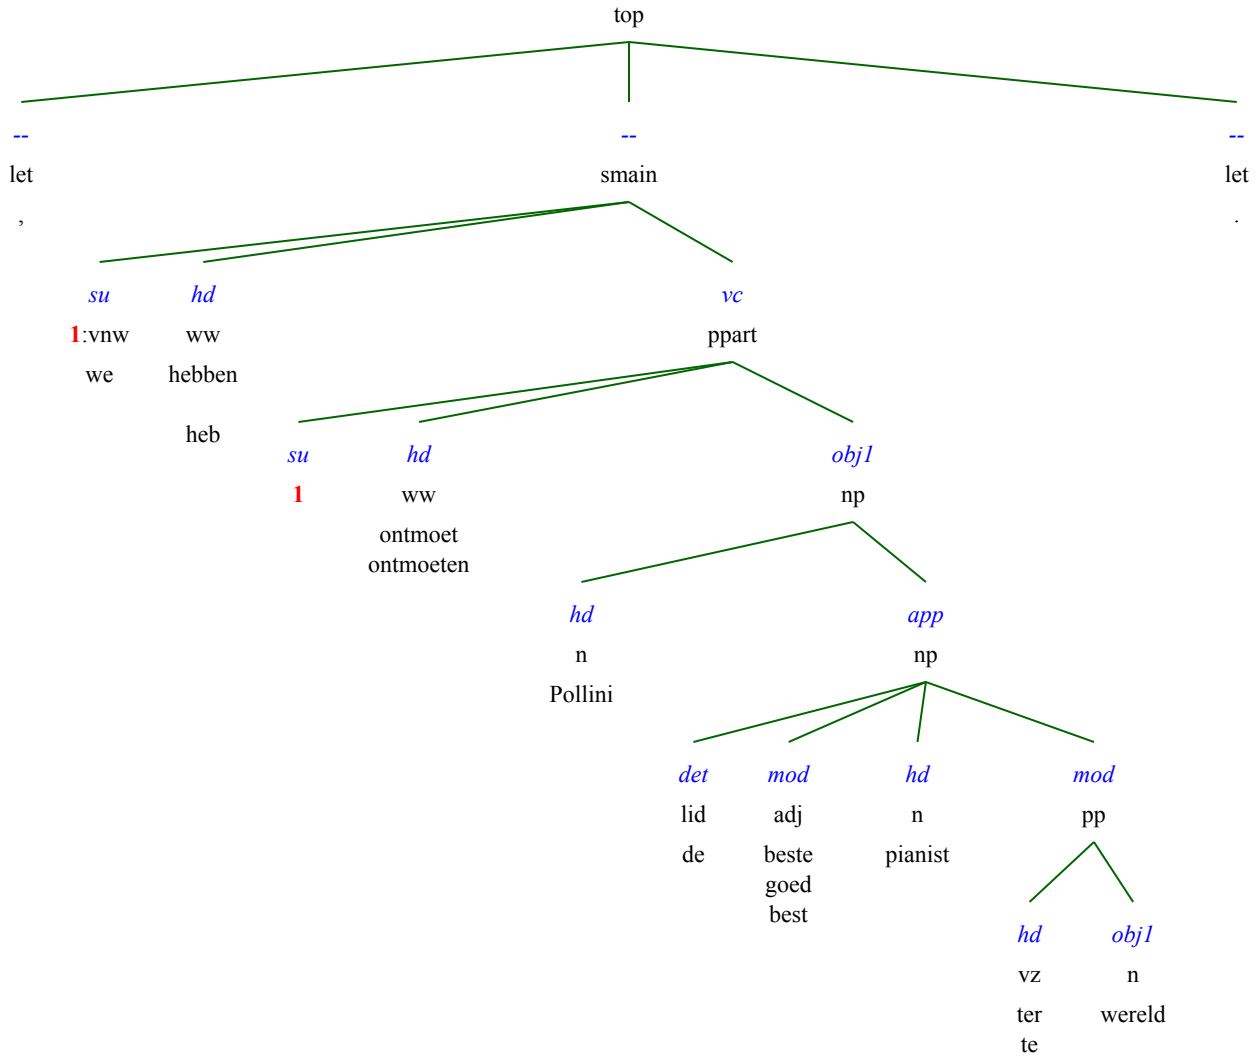 top
-- -- --
let smain let
, .
su hd vc
1:vnw ww ppart
we hebben
heb
su hd obj1
1 ww np
ontmoet
ontmoeten
hd app
n np
Pollini
det mod hd mod
lid adj n pp
de beste pianist
goed
best
hd obj1
vz n
ter wereld
te